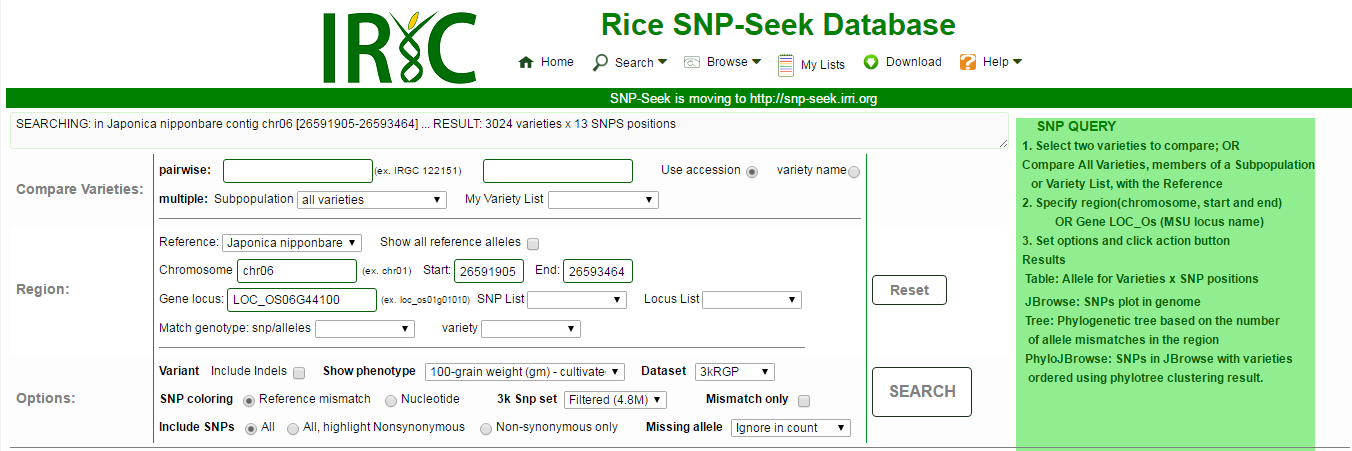 IRIC
Rice SNP-Seek Database
Home Search Browse My Lists Download Help
SNP-Seek is moving to http://snp-seek.irri.org
SEARCHING: in Japonica nipponbare contig chr06 [26591905-26593464] ... RESULT: 3024 varieties x 13 SNPS positions
Compare Varieties:
pairwise: (ex. IRGC 122151) Use accession variety name
multiple: Subpopulation all varieties My Variety List
Region:
Reference: Japonica nipponbare Show all reference alleles
Chromosome chr06 (ex. chr01) Start: 26591905 End: 26593464
Gene locus: LOC_OS06G44100 (ex. loc_os01g01010) SNP List Locus List
Match genotype: snp/alleles variety
Reset
Options:
Variant Include Indels Show phenotype 100-grain weight (gm) - cultivate Dataset 3kRGP
SNP coloring Reference mismatch Nucleotide 3k Snp set Filtered (4.8M) Mismatch only
Include SNPs All All, highlight Nonsynonymous Non-synonymous only Missing allele Ignore in count
SEARCH
SNP QUERY
1. Select two varieties to compare; OR
Compare All Varieties, members of a Subpopulation
or Variety List, with the Reference
2. Specify region(chromosome, start and end)
OR Gene LOC_Os (MSU locus name)
3. Set options and click action button
Results
Table: Allele for Varieties x SNP positions
JBrowse: SNPs plot in genome
Tree: Phylogenetic tree based on the number
of allele mismatches in the region
PhyloJBrowse: SNPs in JBrowse with varieties
ordered using phylotree clustering result.